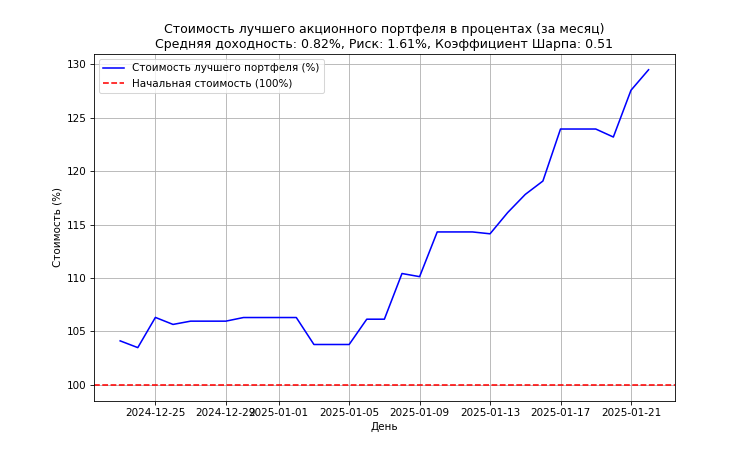 Стоимость лучшего акционного портфеля в процентах (за месяц)
Средняя доходность: 0.82%, Риск: 1.61%, Коэффициент Шарпа: 0.51
Стоимость лучшего портфеля (%)
Начальная стоимость (100%)
Стоимость (%)
130
125
120
115
110
105
100
2024-12-25 2024-12-29 2025-01-01 2025-01-05 2025-01-09 2025-01-13 2025-01-17 2025-01-21
День